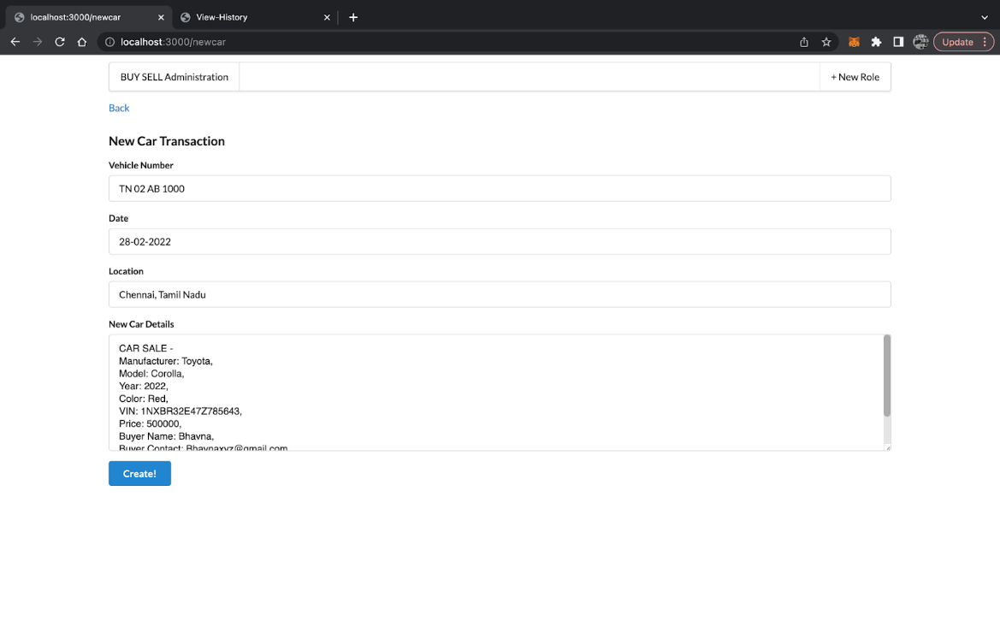 localhost:3000/newcar
View-History
localhost:3000/newcar
Update
BUY SELL Administration
+ New Role
Back
New Car Transaction
Vehicle Number
TN 02 AB 1000
Date
28-02-2022
Location
Chennai, Tamil Nadu
New Car Details
CAR SALE -
Manufacturer: Toyota,
Model: Corolla,
Year: 2022,
Color: Red,
VIN: 1NXBR32E47Z785643,
Price: 500000,
Buyer Name: Bhavna,
Buyer Contact: Bhavnaxyz@gmail.com
Create!